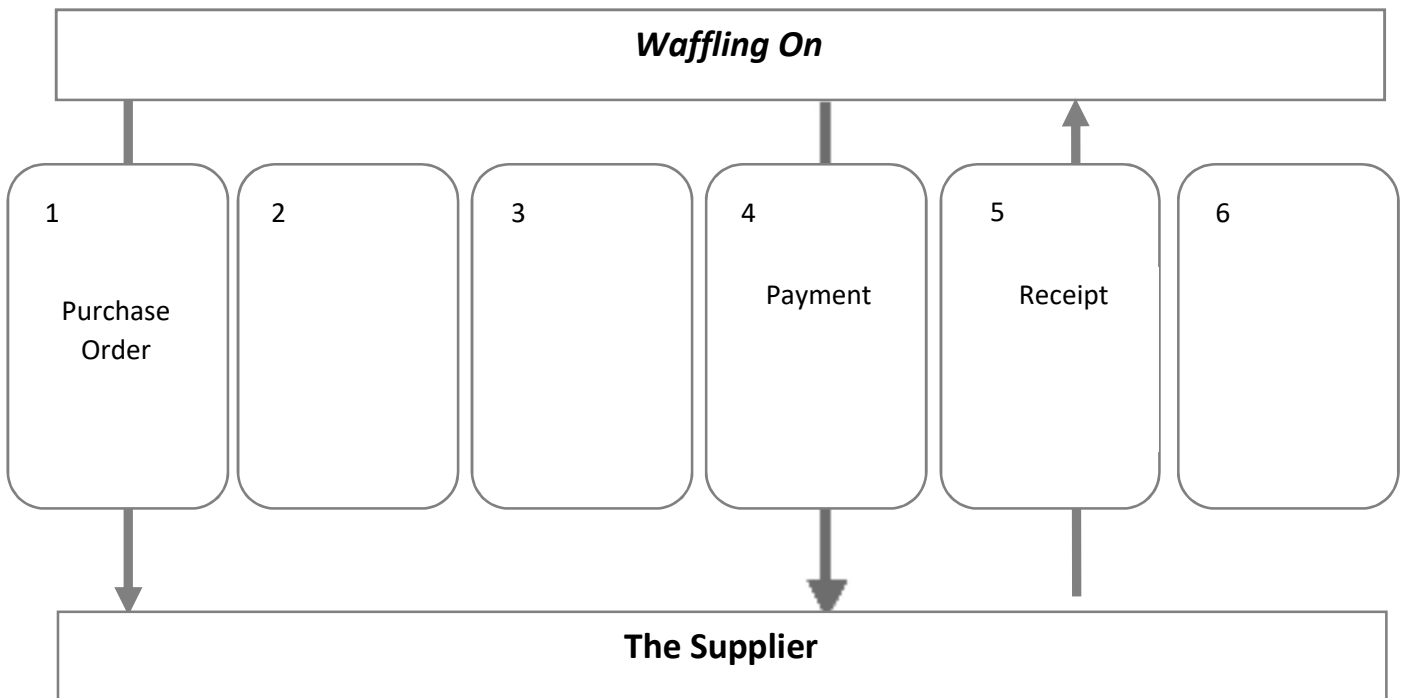 Waffling On
1
2
3
4
5
6
Purchase
Order
Payment
Receipt
The Supplier